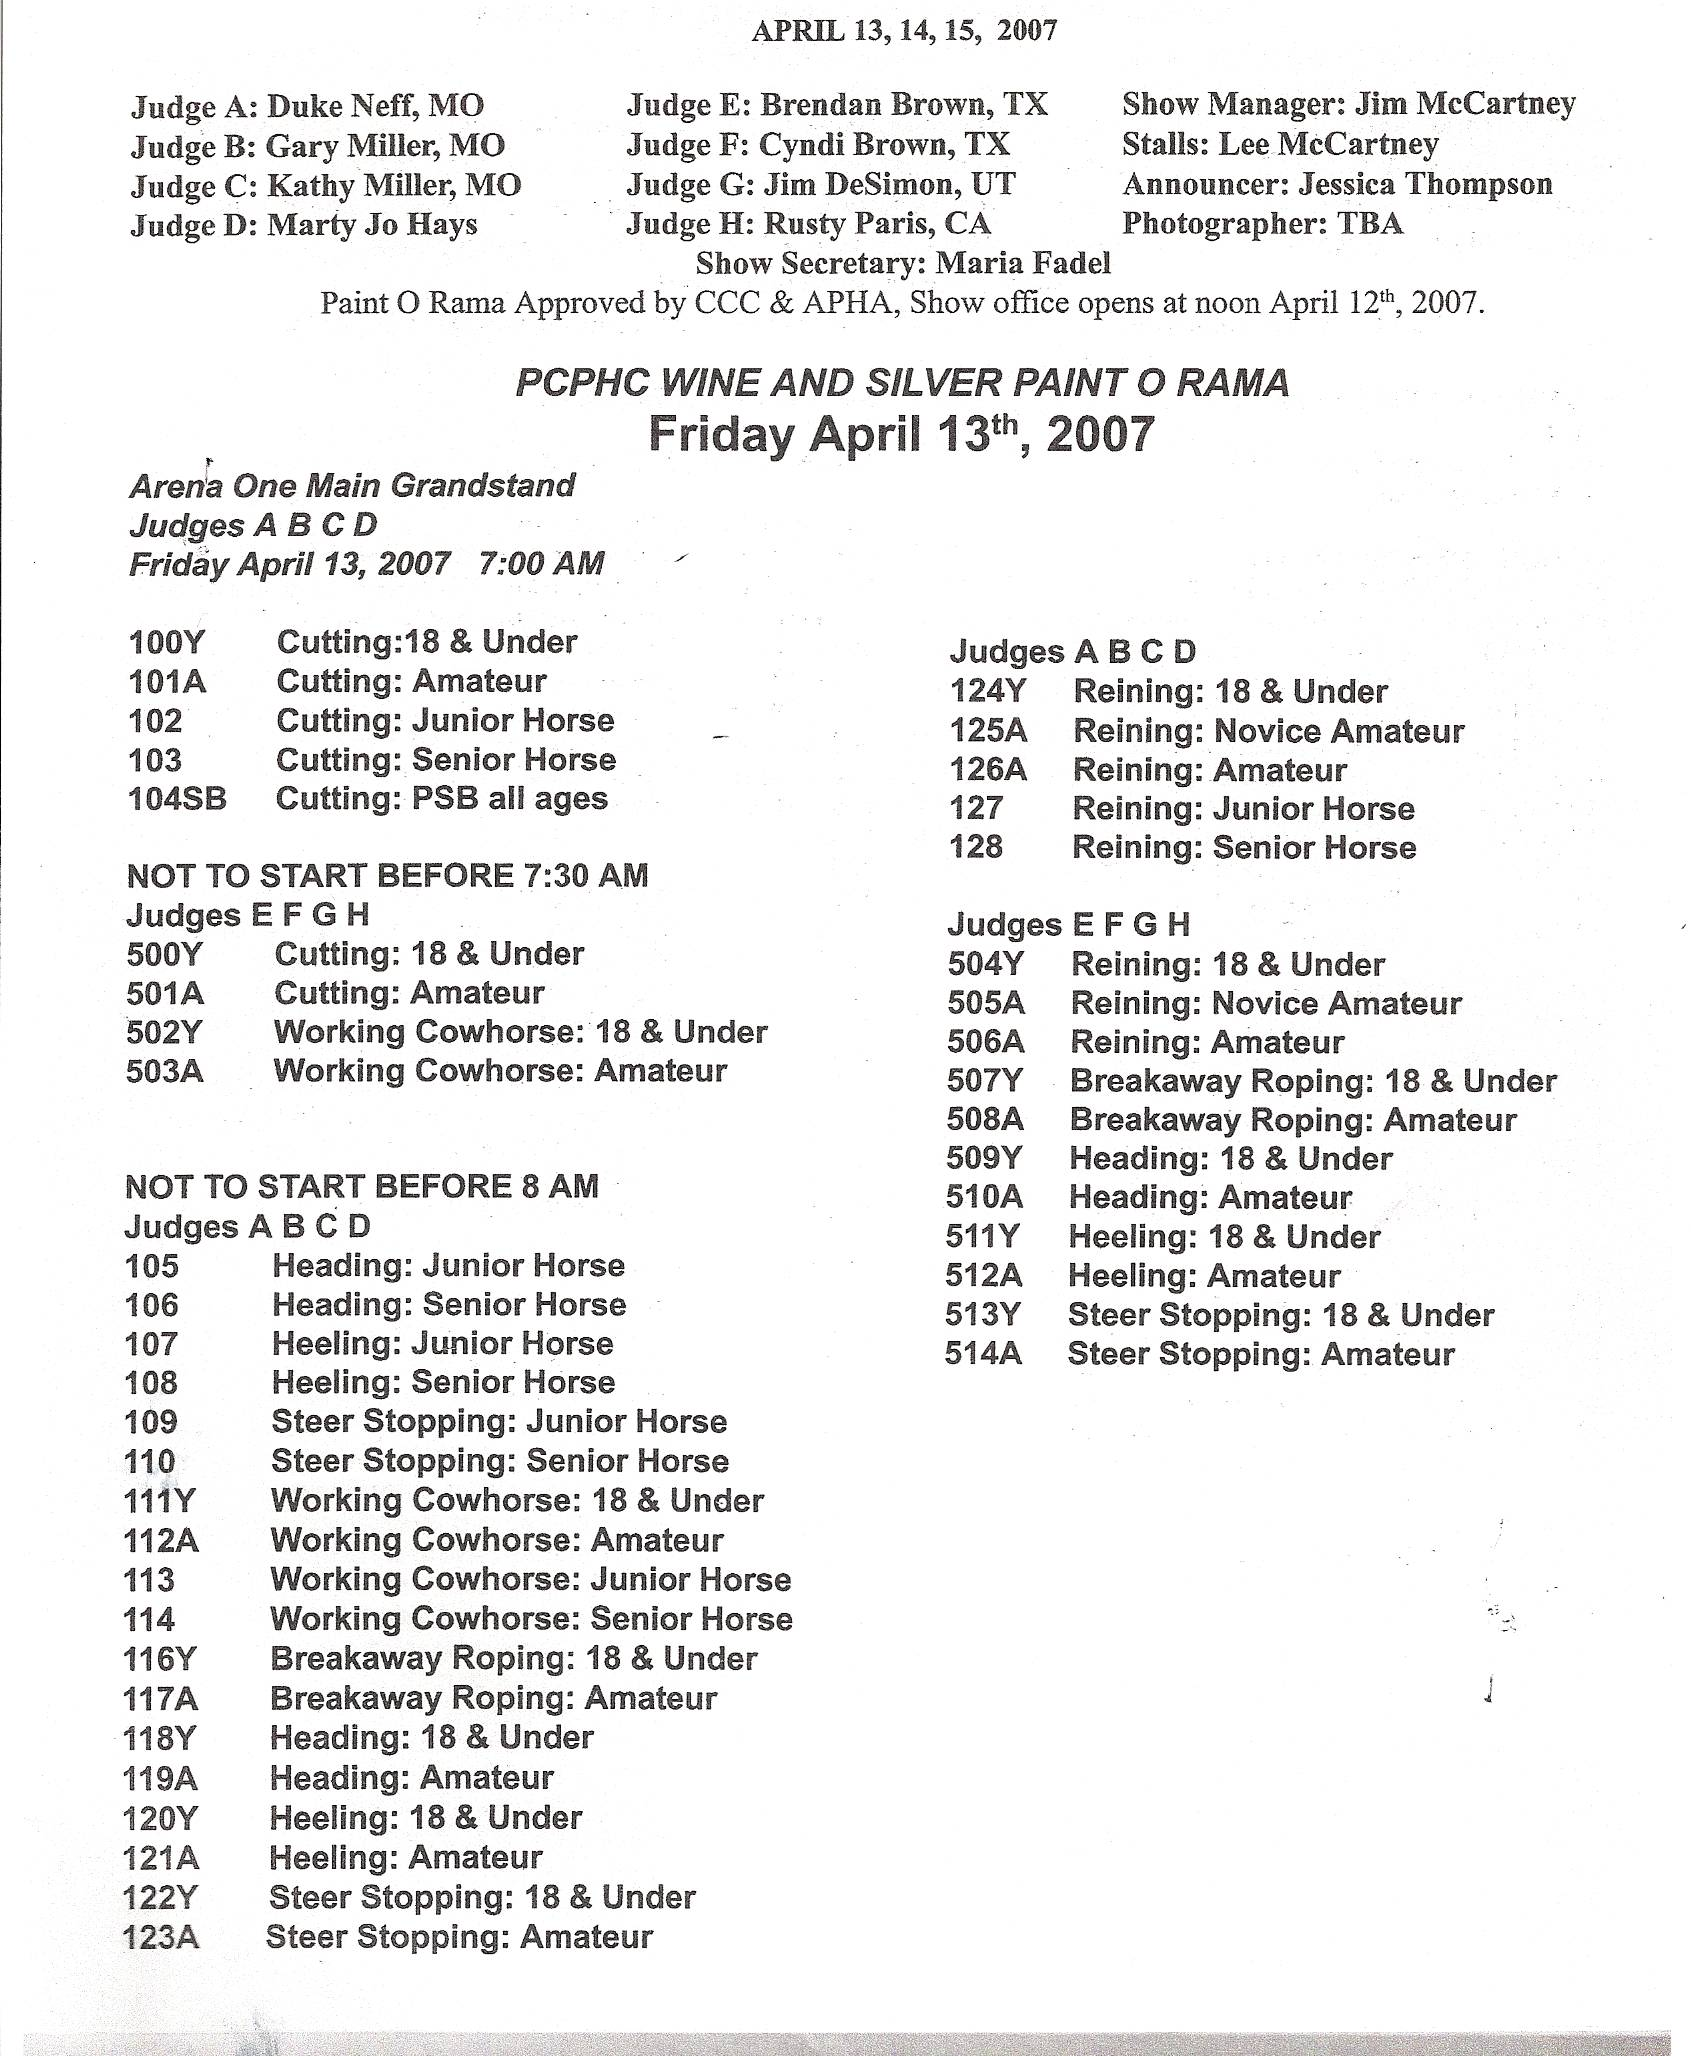 APRIL 13, 14, 15, 2007
Judge A: Duke Neff, MO
Judge B: Gary Miller, MO
Judge C: Kathy Miller, MO
Judge D: Marty Jo Hays
Judge E: Brendan Brown, TX
Judge F: Cyndi Brown, TX
Judge G: Jim DeSimon, UT
Judge H: Rusty Paris, CA
Show Manager: Jim McCartney
Stalls: Lee McCartney
Announcer: Jessica Thompson
Photographer: TBA
Show Secretary: Maria Fadel
Paint O Rama Approved by CCC & APHA, Show office opens at noon April 12th, 2007.
PCPHC WINE AND SILVER PAINT O RAMA
Friday April 13th, 2007
Arena One Main Grandstand
Judges A B C D
Friday April 13, 2007 7:00 AM
100Y Cutting:18 & Under
101A Cutting: Amateur
102 Cutting: Junior Horse
103 Cutting: Senior Horse
104SB Cutting: PSB all ages
NOT TO START BEFORE 7:30 AM
Judges E F G H
500Y Cutting: 18 & Under
501A Cutting: Amateur
502Y Working Cowhorse: 18 & Under
503A Working Cowhorse: Amateur
NOT TO START BEFORE 8 AM
Judges A B C D
105 Heading: Junior Horse
106 Heading: Senior Horse
107 Heeling: Junior Horse
108 Heeling: Senior Horse
109 Steer Stopping: Junior Horse
110 Steer Stopping: Senior Horse
111Y Working Cowhorse: 18 & Under
112A Working Cowhorse: Amateur
113 Working Cowhorse: Junior Horse
114 Working Cowhorse: Senior Horse
116Y Breakaway Roping: 18 & Under
117A Breakaway Roping: Amateur
118Y Heading: 18 & Under
119A Heading: Amateur
120Y Heeling: 18 & Under
121A Heeling: Amateur
122Y Steer Stopping: 18 & Under
123A Steer Stopping: Amateur
Judges A B C D
124Y Reining: 18 & Under
125A Reining: Novice Amateur
126A Reining: Amateur
127 Reining: Junior Horse
128 Reining: Senior Horse
Judges E F G H
504Y Reining: 18 & Under
505A Reining: Novice Amateur
506A Reining: Amateur
507Y Breakaway Roping: 18 & Under
508A Breakaway Roping: Amateur
509Y Heading: 18 & Under
510A Heading: Amateur
511Y Heeling: 18 & Under
512A Heeling: Amateur
513Y Steer Stopping: 18 & Under
514A Steer Stopping: Amateur